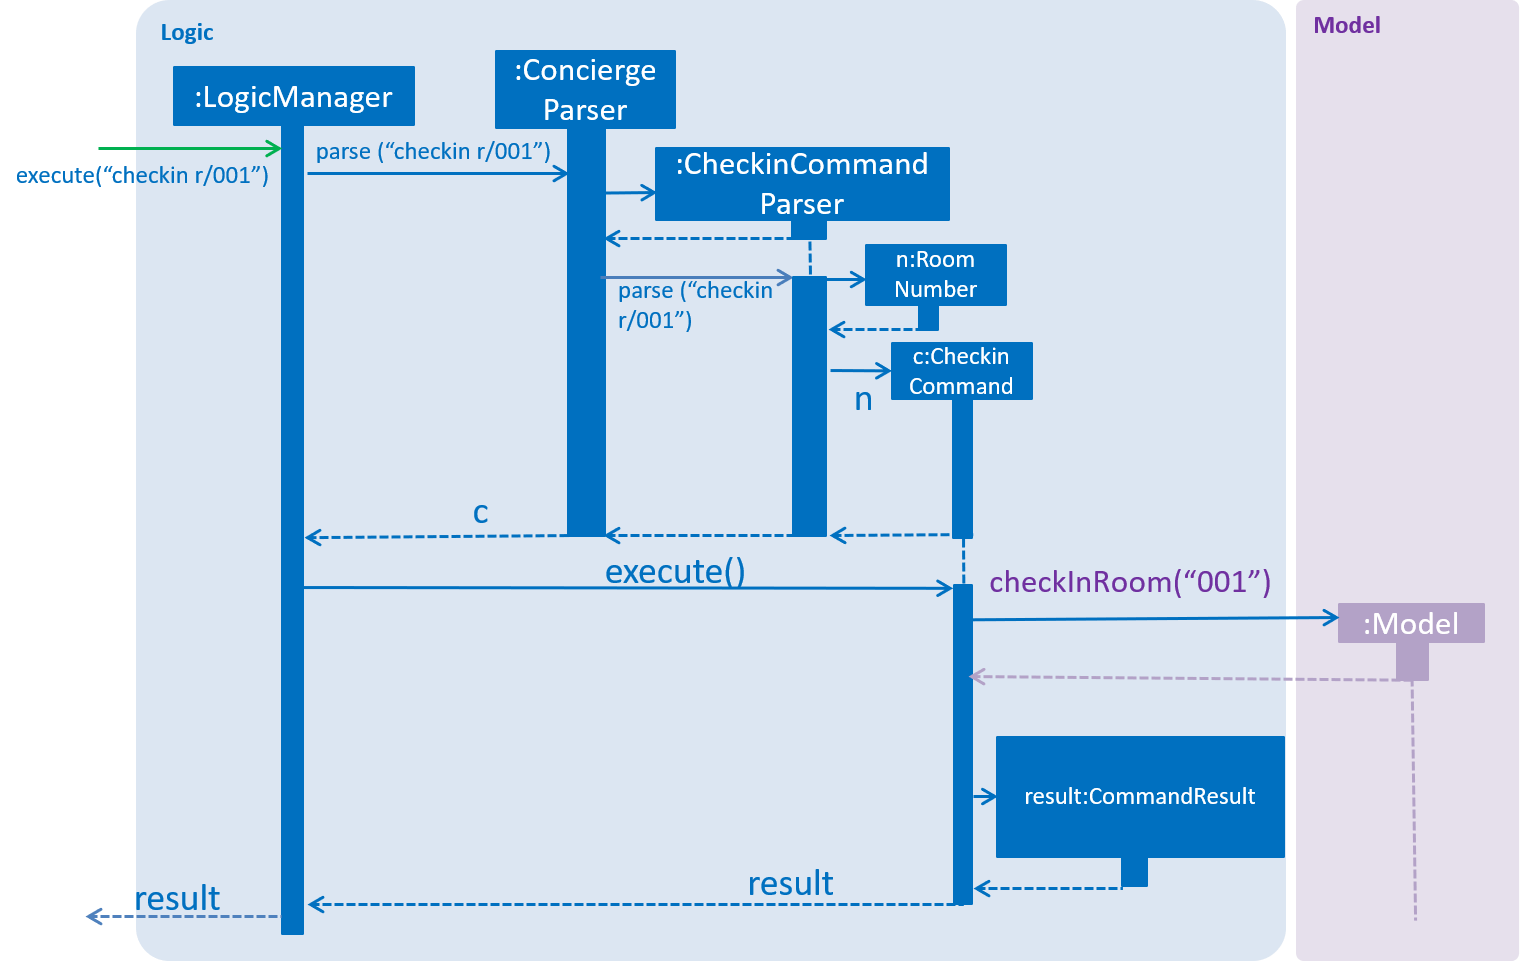 Logic
Model
:LogicManager
:Concierge
Parser
execute(“checkin r/001”)
parse (“checkin r/001”)
:CheckinCommand
Parser
parse (“checkin
r/001”)
n:Room
Number
n
c:Checkin
Command
c
execute()
checkInRoom(“001”)
:Model
result:CommandResult
result
result